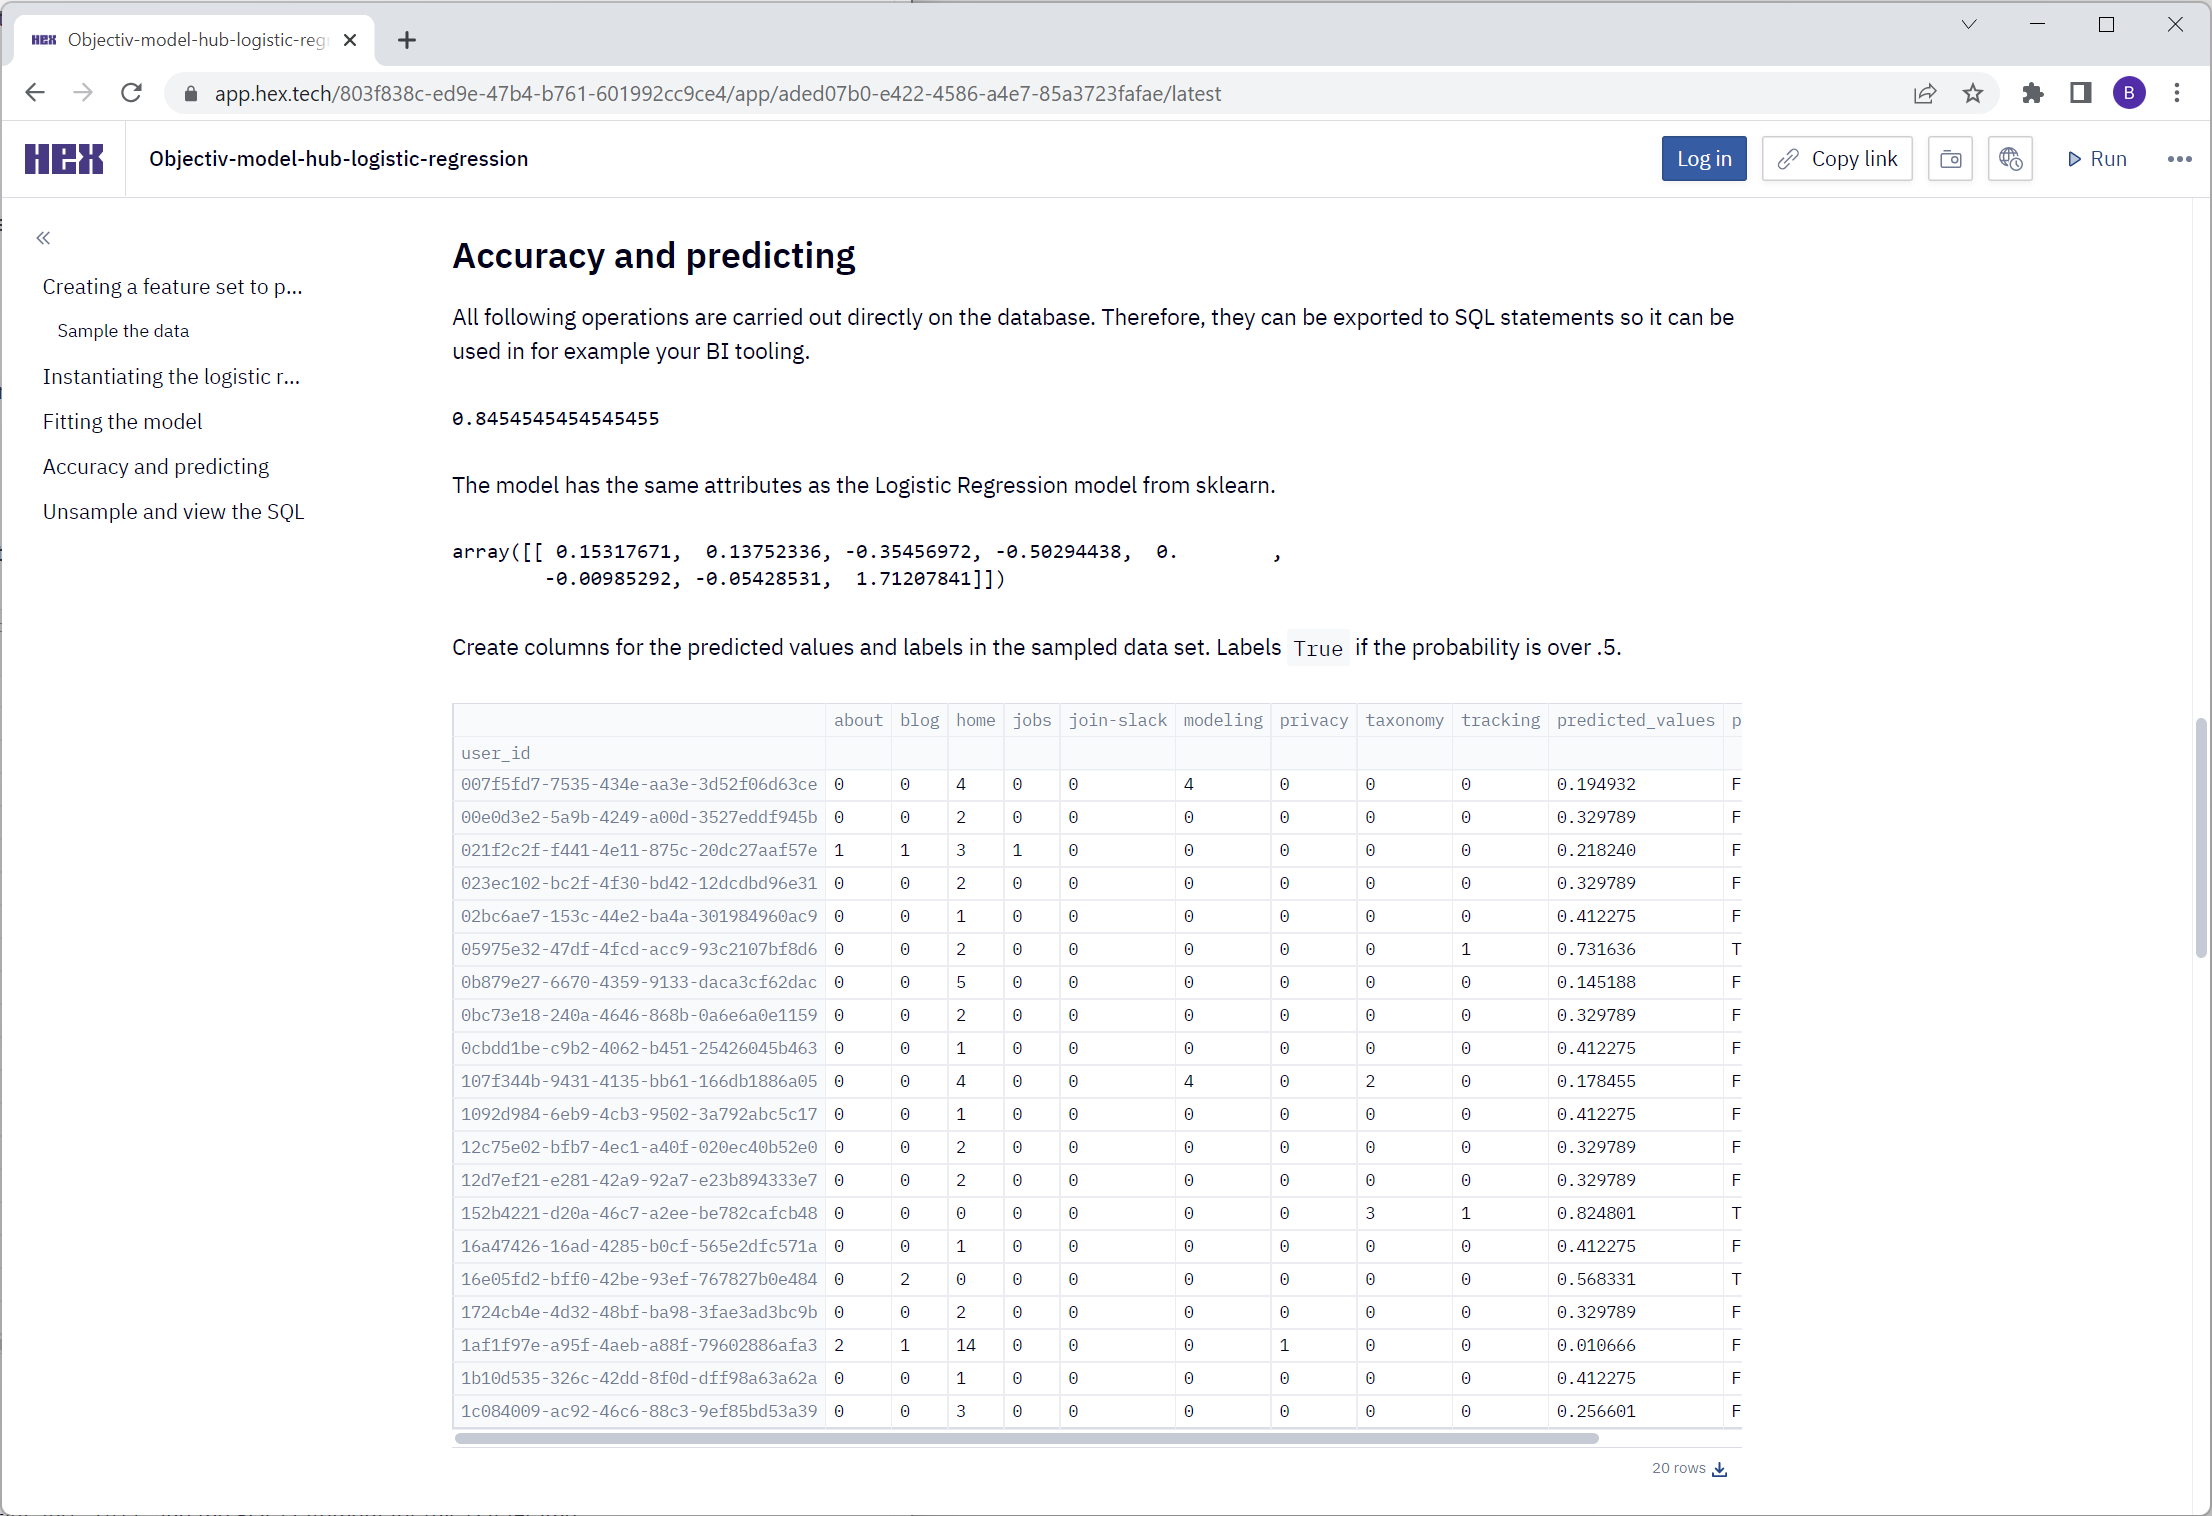 HEX Objectiv-model-hub-logistic-reg
app.hex.tech/803f838c-ed9e-47b4-b761-601992cc9ce4/app/aded07b0-e422-4586-a4e7-85a3723fafae/latest
B
HEX Objectiv-model-hub-logistic-regression Log in Copy link Run
Creating a feature set to p...
Sample the data
Instantiating the logistic r...
Fitting the model
Accuracy and predicting
Unsample and view the SQL
Accuracy and predicting
All following operations are carried out directly on the database. Therefore, they can be exported to SQL statements so it can be
used in for example your BI tooling.
0.8454545454545455
The model has the same attributes as the Logistic Regression model from sklearn.
array([[ 0.15317671,  0.13752336, -0.35456972, -0.50294438,  0.        ,
        -0.00985292, -0.05428531,  1.71207841]])
Create columns for the predicted values and labels in the sampled data set. Labels True if the probability is over .5.
about blog home jobs join-slack modeling privacy taxonomy tracking predicted_values p
user_id
007f5fd7-7535-434e-aa3e-3d52f06d63ce 0 0 4 0 0 4 0 0 0 0.194932 F
00e0d3e2-5a9b-4249-a00d-3527eddf945b 0 0 2 0 0 0 0 0 0 0.329789 F
021f2c2f-f441-4e11-875c-20dc27aaf57e 1 1 3 1 0 0 0 0 0 0.218240 F
023ec102-bc2f-4f30-bd42-12dcdbd96e31 0 0 2 0 0 0 0 0 0 0.329789 F
02bc6ae7-153c-44e2-ba4a-301984960ac9 0 0 1 0 0 0 0 0 0 0.412275 F
05975e32-47df-4fcd-acc9-93c2107bf8d6 0 0 2 0 0 0 0 0 1 0.731636 T
0b879e27-6670-4359-9133-daca3cf62dac 0 0 5 0 0 0 0 0 0 0.145188 F
0bc73e18-240a-4646-868b-0a6e6a0e1159 0 0 2 0 0 0 0 0 0 0.329789 F
0cbdd1be-c9b2-4062-b451-25426045b463 0 0 1 0 0 0 0 0 0 0.412275 F
107f344b-9431-4135-bb61-166db1886a05 0 0 4 0 0 4 0 2 0 0.178455 F
1092d984-6eb9-4cb3-9502-3a792abc5c17 0 0 1 0 0 0 0 0 0 0.412275 F
12c75e02-bfb7-4ec1-a40f-020ec40b52e0 0 0 2 0 0 0 0 0 0 0.329789 F
12d7ef21-e281-42a9-92a7-e23b894333e7 0 0 2 0 0 0 0 0 0 0.329789 F
152b4221-d20a-46c7-a2ee-be782cafcb48 0 0 0 0 0 0 0 3 1 0.824801 T
16a47426-16ad-4285-b0cf-565e2dfc571a 0 0 1 0 0 0 0 0 0 0.412275 F
16e05fd2-bff0-42be-93ef-767827b0e484 0 2 0 0 0 0 0 0 0 0.568331 T
1724cb4e-4d32-48bf-ba98-3fae3ad3bc9b 0 0 2 0 0 0 0 0 0 0.329789 F
1af1f97e-a95f-4aeb-a88f-79602886afa3 2 1 14 0 0 0 1 0 0 0.010666 F
1b10d535-326c-42dd-8f0d-dff98a63a62a 0 0 1 0 0 0 0 0 0 0.412275 F
1c084009-ac92-46c6-88c3-9ef85bd53a39 0 0 3 0 0 0 0 0 0 0.256601 F
20 rows